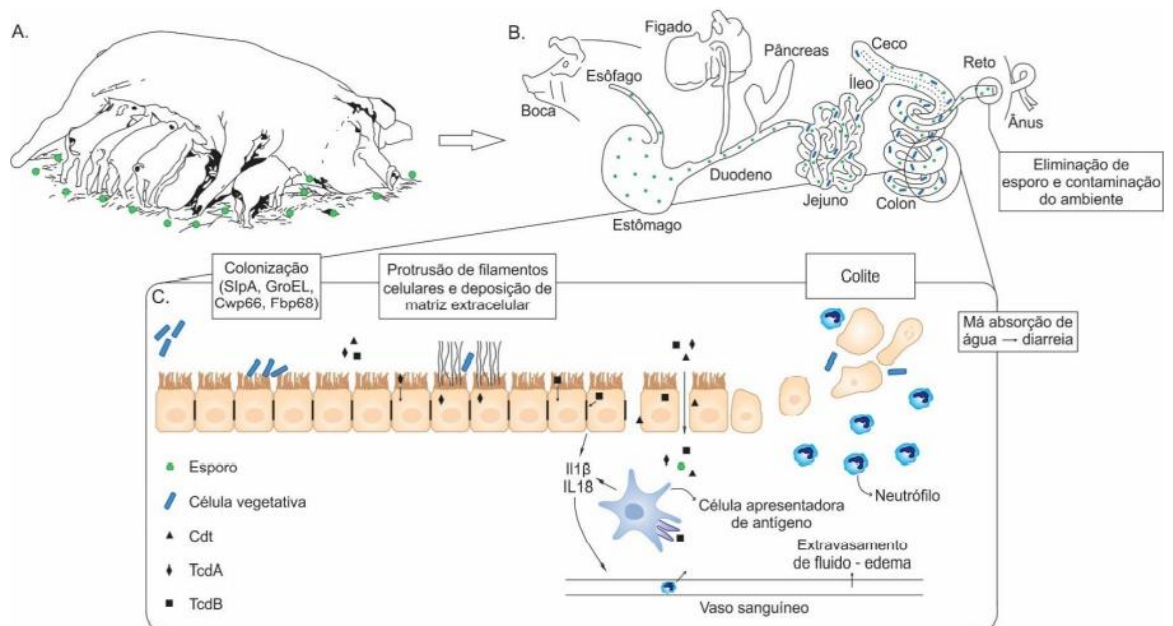 A.
B.
Fígado
Pâncreas
Ceco
Reto
Esôfago
Íleo
Boca
Ânus
Duodeno
Jejuno
Colon
Estômago
Eliminação de
esporo e contaminação
do ambiente
C.
Colonização
(SlpA, GroEL,
Cwp66, Fbp68)
Protrusão de filamentos
celulares e deposição de
matriz extracelular
Colite
Má absorção de
água → diarreia
Esporo
Célula vegetativa
Cdt
TcdA
TcdB
Il1β
IL18
Célula apresentadora
de antígeno
Neutrófilo
Extravasamento
de fluido - edema
Vaso sanguíneo